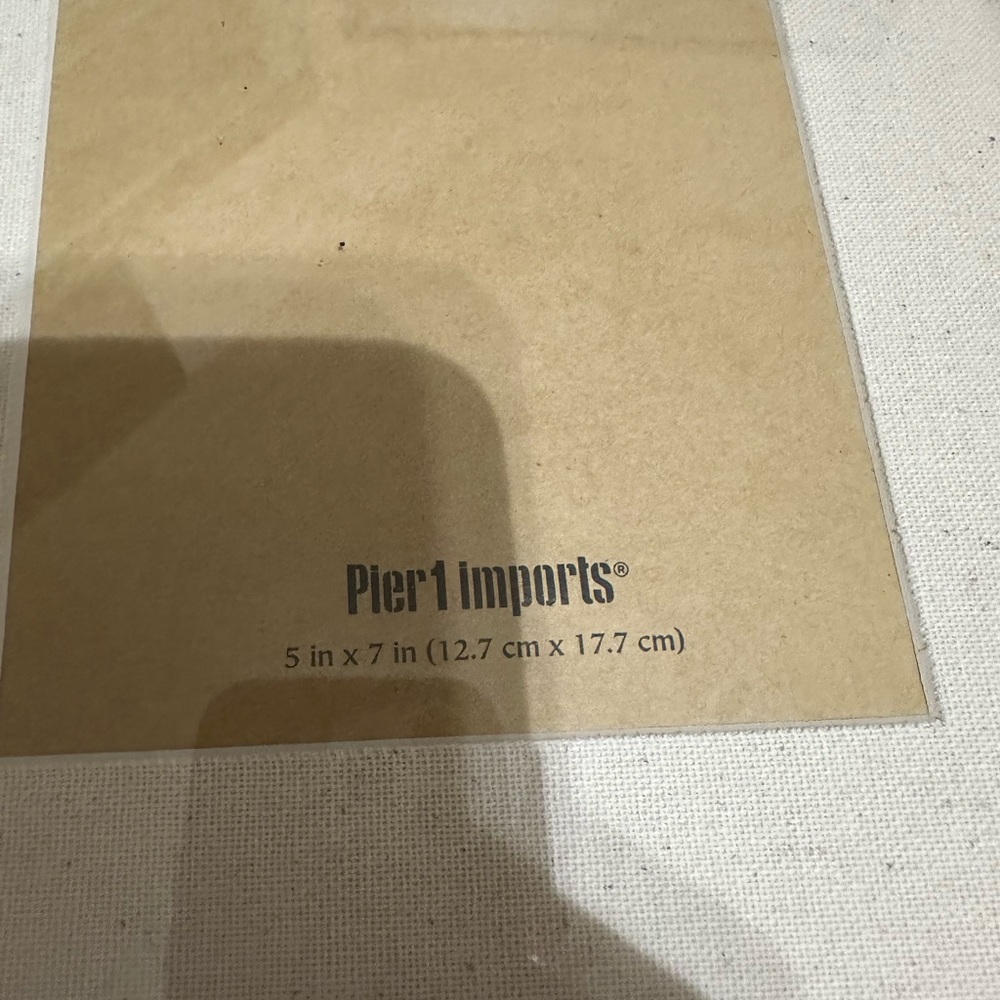 Pier1 imports®
5 in x 7 in (12.7 cm x 17.7 cm)